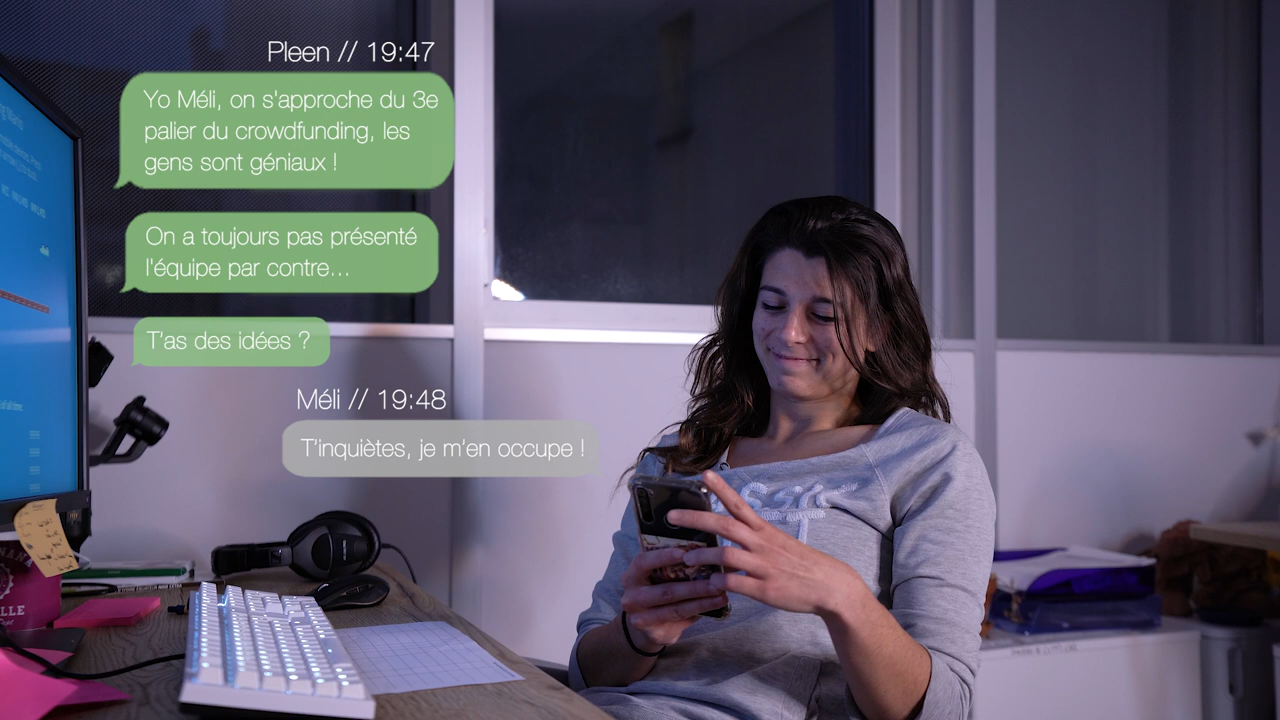 Pleen // 19:47
Yo Méli, on s'approche du 3e
palier du crowdfunding, les
gens sont géniaux !
On a toujours pas présenté
l'équipe par contre...
T'as des idées ?
Méli // 19:48
T'inquiètes, je m'en occupe !